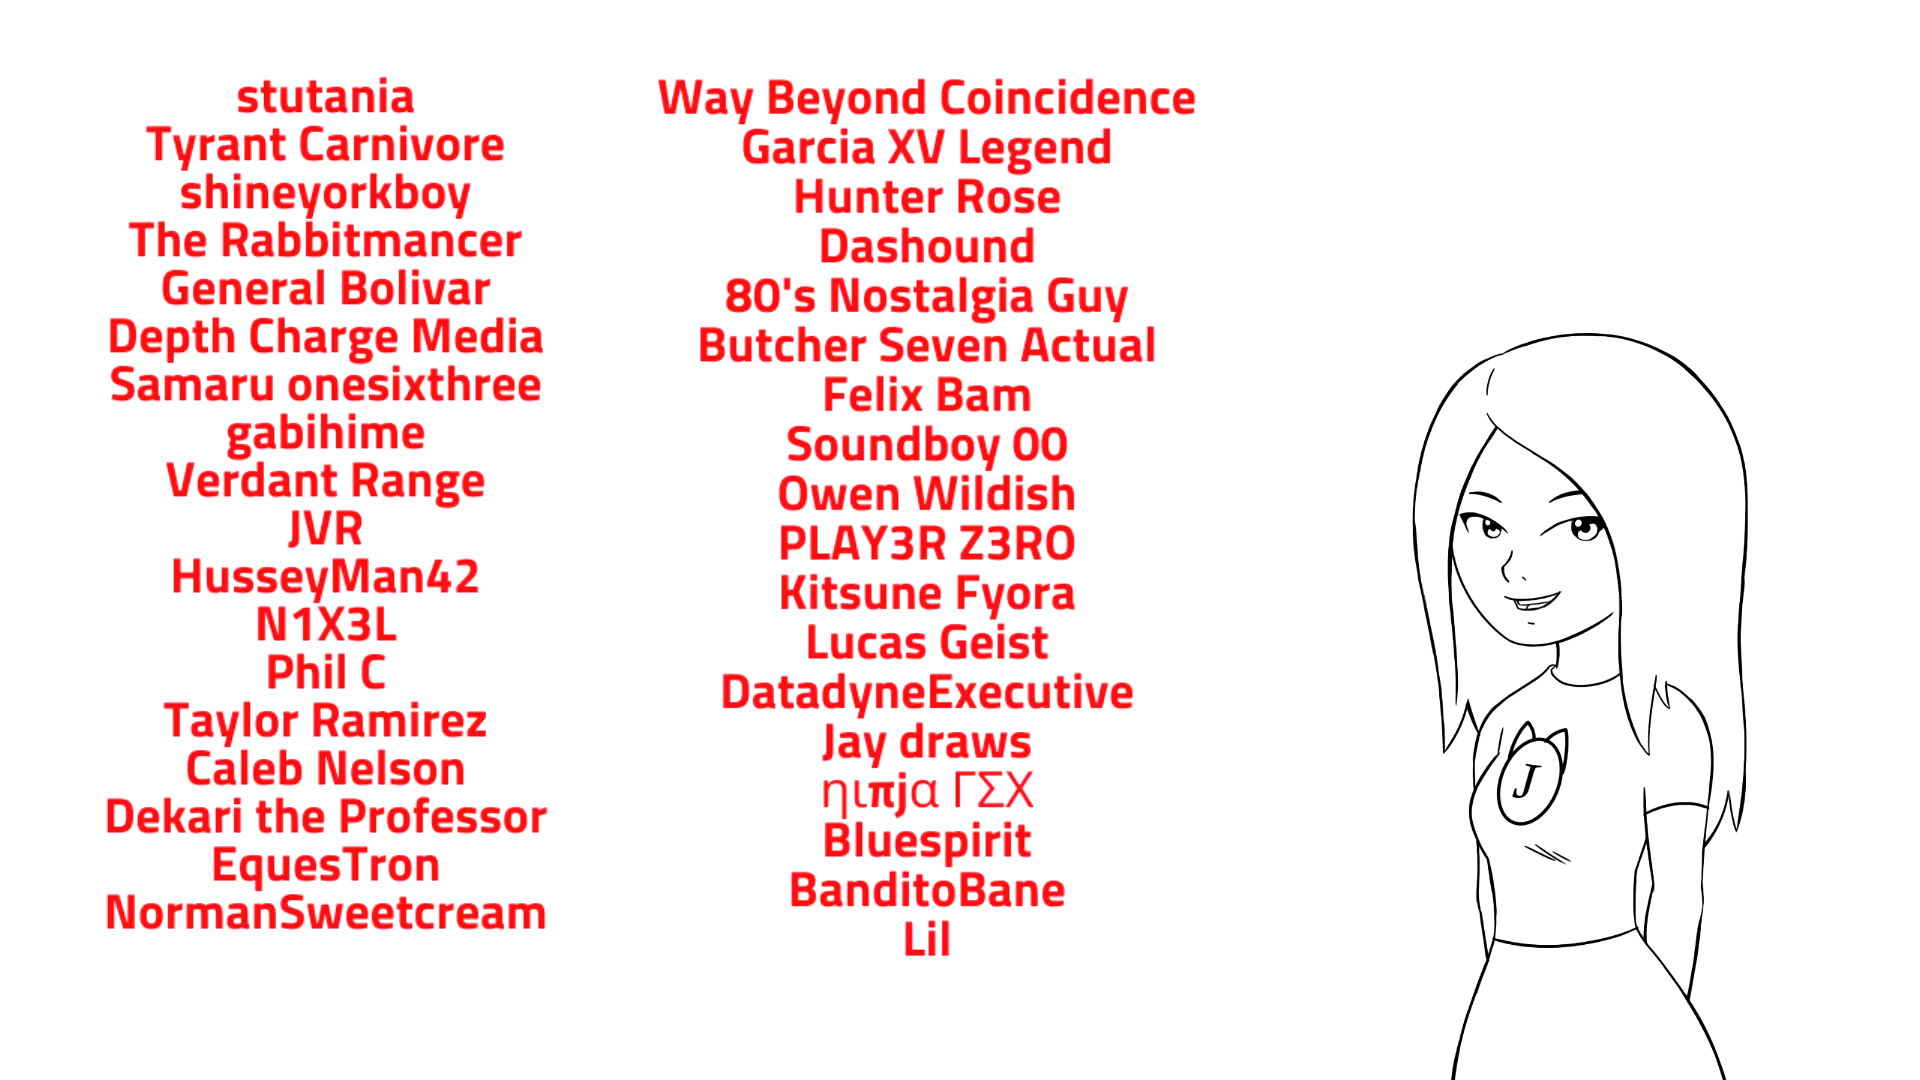 stutania
Tyrant Carnivore
shineyorkboy
The Rabbitmancer
General Bolivar
Depth Charge Media
Samaru onesixthree
gabihime
Verdant Range
JVR
HusseyMan42
N1X3L
Phil C
Taylor Ramirez
Caleb Nelson
Dekari the Professor
EquesTron
NormanSweetcream
Way Beyond Coincidence
Garcia XV Legend
Hunter Rose
Dashound
80's Nostalgia Guy
Butcher Seven Actual
Felix Bam
Soundboy 00
Owen Wildish
PLAY3R Z3RO
Kitsune Fyora
Lucas Geist
DatadyneExecutive
Jay draws
ηιπjα ΓΣΧ
Bluespirit
BanditoBane
Lil
J